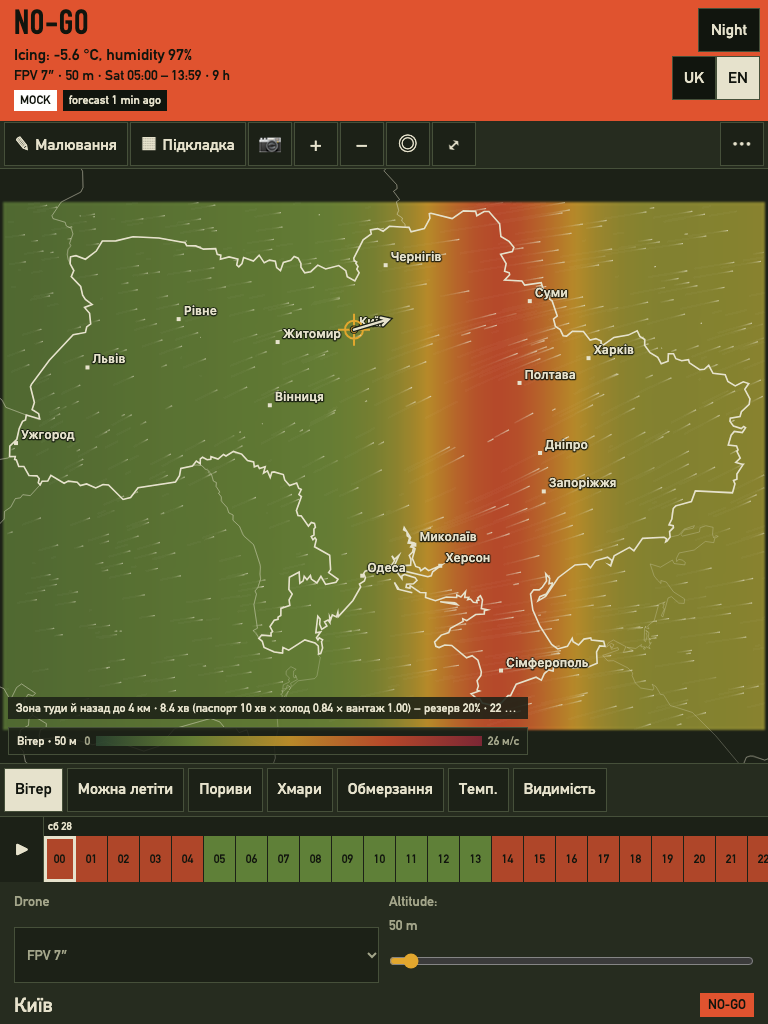 NO-GO
Icing: -5.6 °C, humidity 97%
FPV 7″ · 50 m · Sat 05:00 – 13:59 · 9 h
MOCK forecast 1 min ago
Night
UK EN
Малювання Підкладка + − ...
Чернігів
Суми
Рівне
Житомир
Харків
Львів
Полтава
Вінниця
Ужгород
Дніпро
Запоріжжя
Миколаїв
Херсон
Одеса
Сімферополь
Зона туди й назад до 4 км · 8.4 хв (паспорт 10 хв × холод 0.84 × вантаж 1.00) – резерв 20% · 22 ...
Вітер · 50 м 0 26 м/с
Вітер Можна летіти Пориви Хмари Обмерзання Темп. Видимість
сб 28
00 01 02 03 04 05 06 07 08 09 10 11 12 13 14 15 16 17 18 19 20 21 22
Drone Altitude:
50 m
FPV 7″
Київ NO-GO